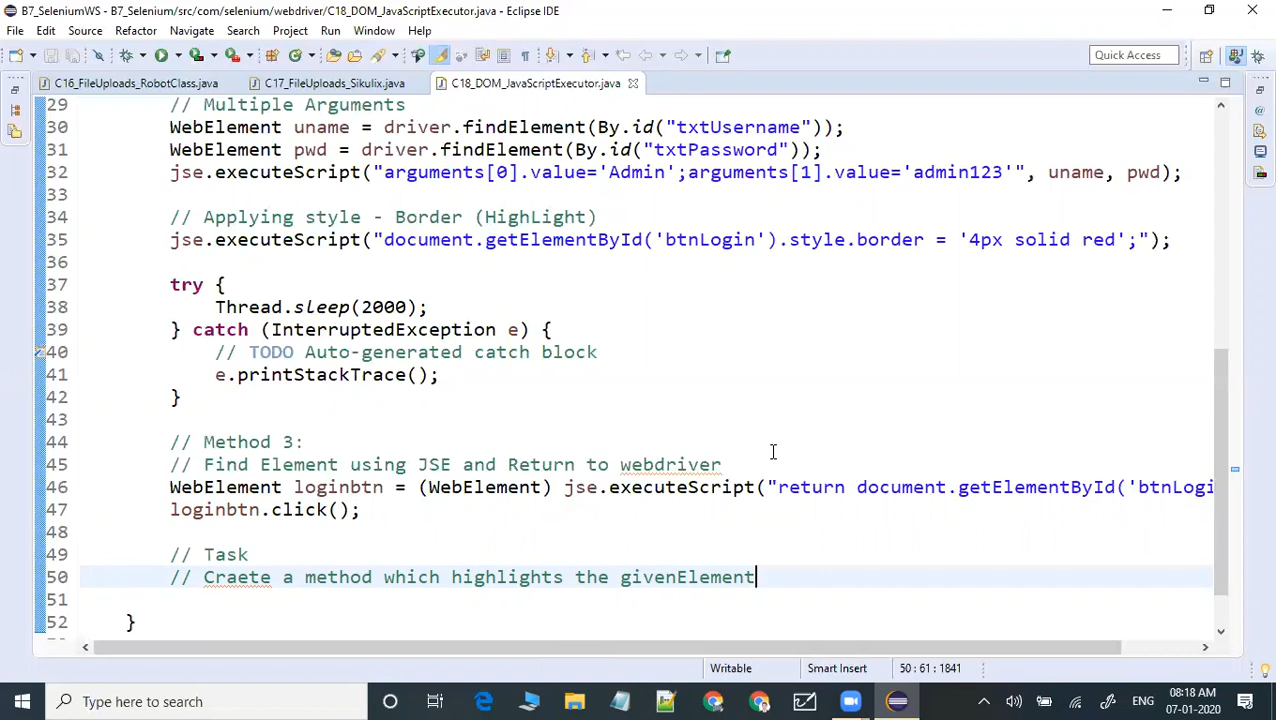 B7_SeleniumWS - B7_Selenium/src/com/selenium/webdriver/C18_DOM_JavaScriptExecutor.java - Eclipse IDE
File Edit Source Refactor Navigate Search Project Run Window Help
Quick Access
C16_FileUploads_RobotClass.java C17_FileUploads_Sikulix.java C18_DOM_JavaScriptExecutor.java
29 // Multiple Arguments
30 WebElement uname = driver.findElement(By.id("txtUsername"));
31 WebElement pwd = driver.findElement(By.id("txtPassword"));
32 jse.executeScript("arguments[0].value='Admin';arguments[1].value='admin123'", uname, pwd);
33
34 // Applying style - Border (HighLight)
35 jse.executeScript("document.getElementById('btnLogin').style.border = '4px solid red';");
36
37 try {
38 Thread.sleep(2000);
39 } catch (InterruptedException e) {
40 // TODO Auto-generated catch block
41 e.printStackTrace();
42 }
43
44 // Method 3:
45 // Find Element using JSE and Return to webdriver
46 WebElement loginbtn = (WebElement) jse.executeScript("return document.getElementById('btnLogi
47 loginbtn.click();
48
49 // Task
50 // Craete a method which highlights the givenElement
51
52 }
Writable Smart Insert 50 : 61 : 1841
Type here to search
ENG
08:18 AM
07-01-2020